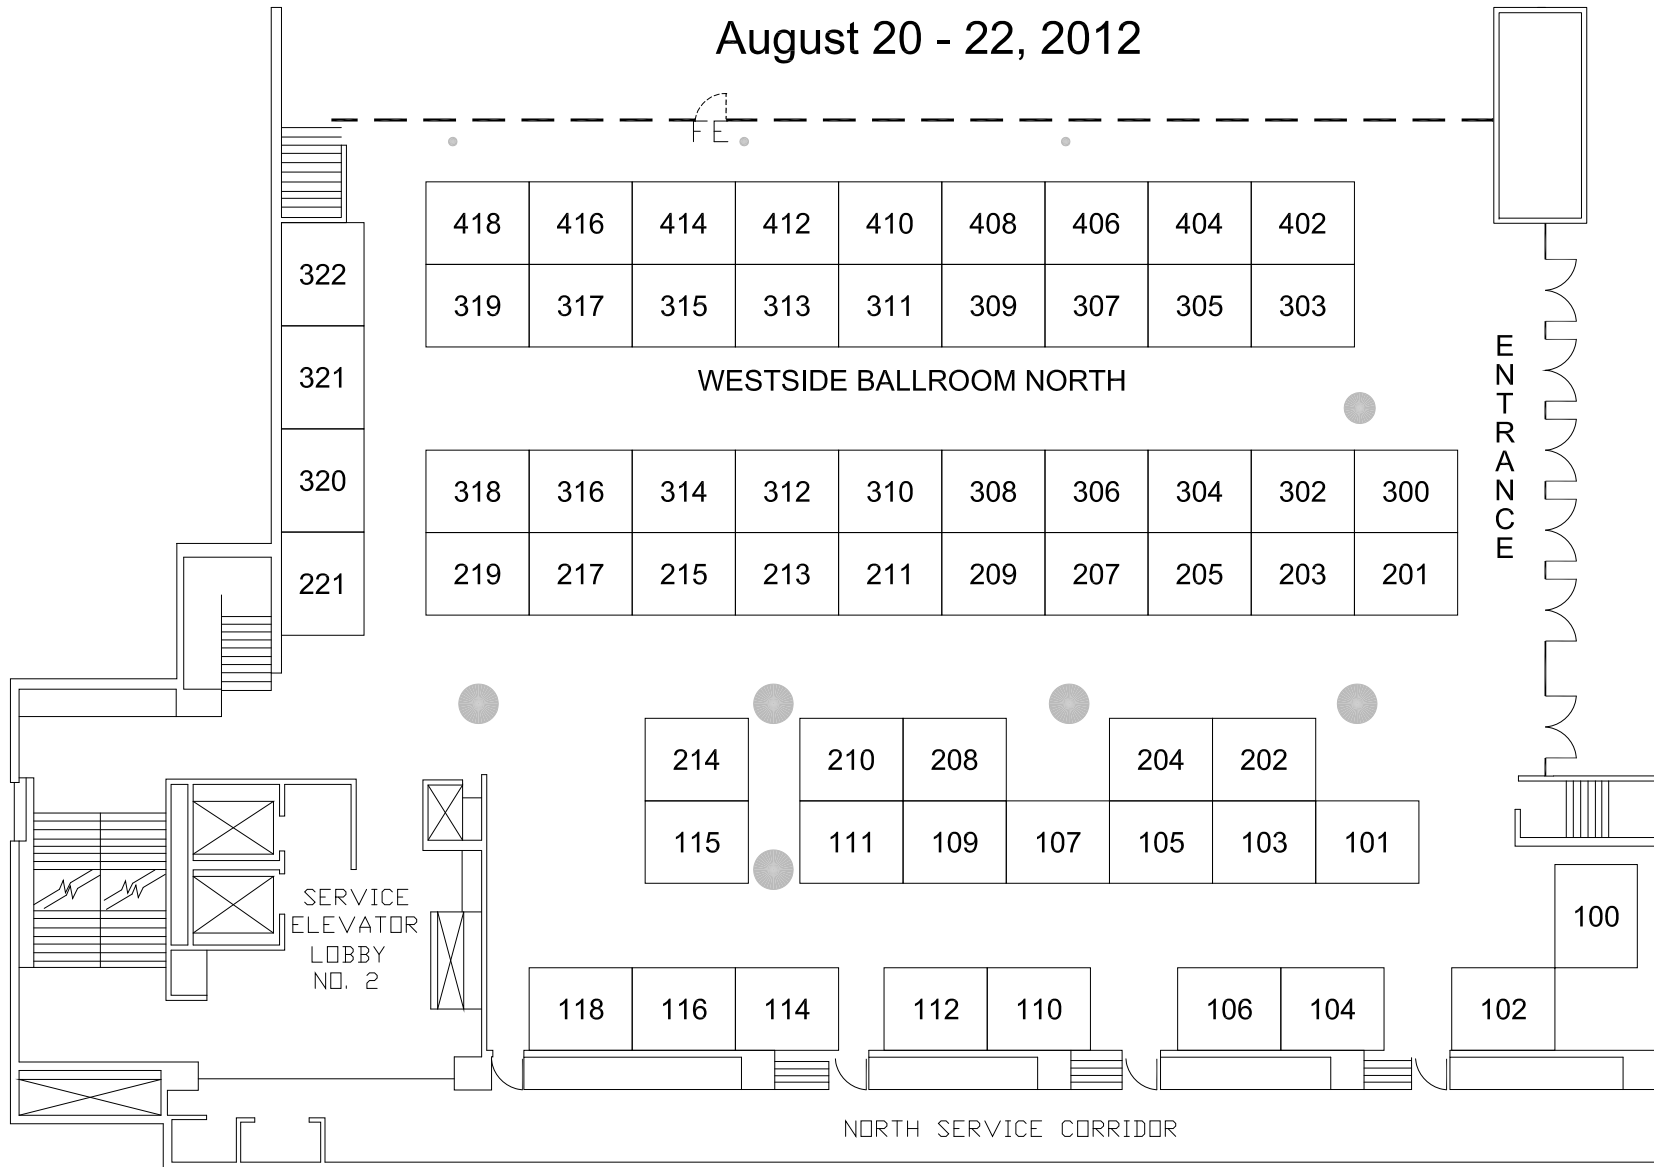 August 20 - 22, 2012
F E
418 416 414 412 410 408 406 404 402
322
319 317 315 313 311 309 307 305 303
321
WESTSIDE BALLROOM NORTH
ENTRANCE
320
318 316 314 312 310 308 306 304 302 300
221
219 217 215 213 211 209 207 205 203 201
214 210 208 204 202
115 111 109 107 105 103 101
SERVICE
ELEVATOR
LOBBY
NO. 2
100
118 116 114 112 110 106 104 102
NORTH SERVICE CORRIDOR